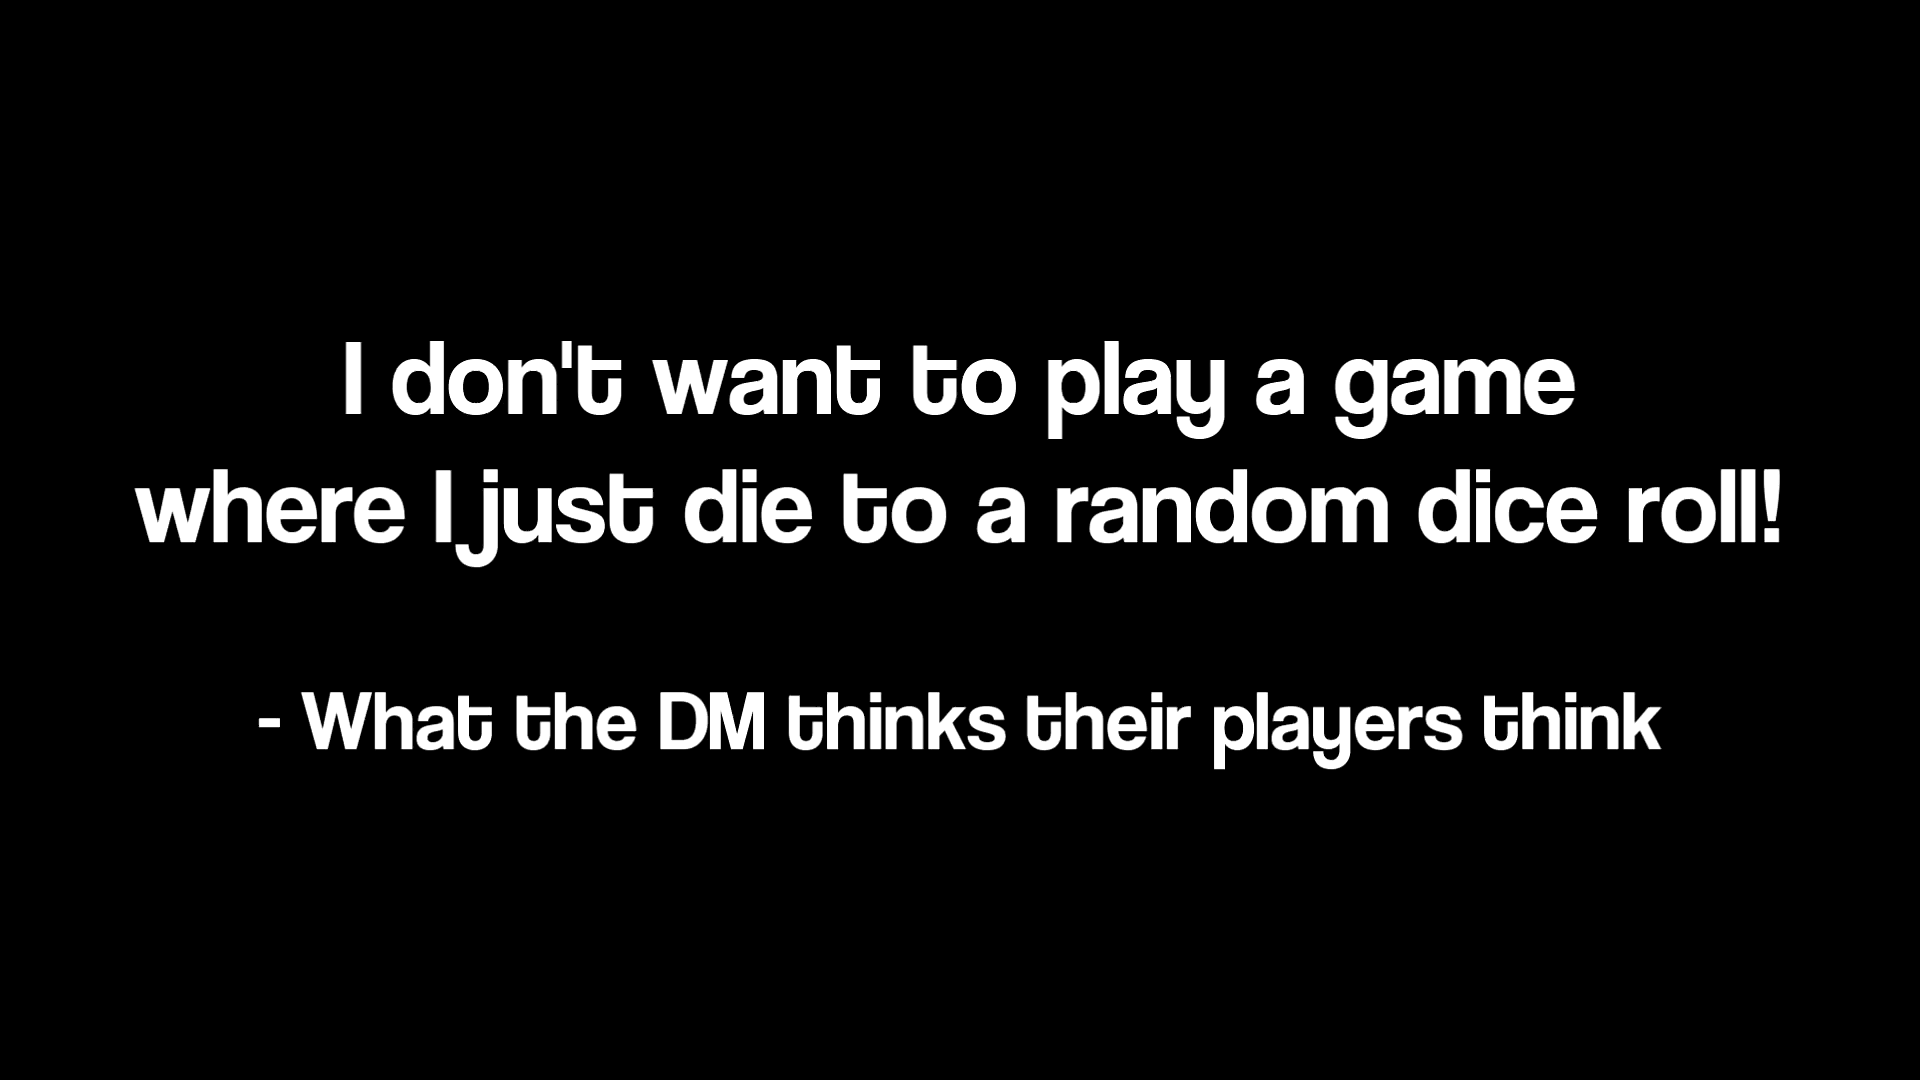 I don't want to play a game
where I just die to a random dice roll!
- What the DM thinks their players think